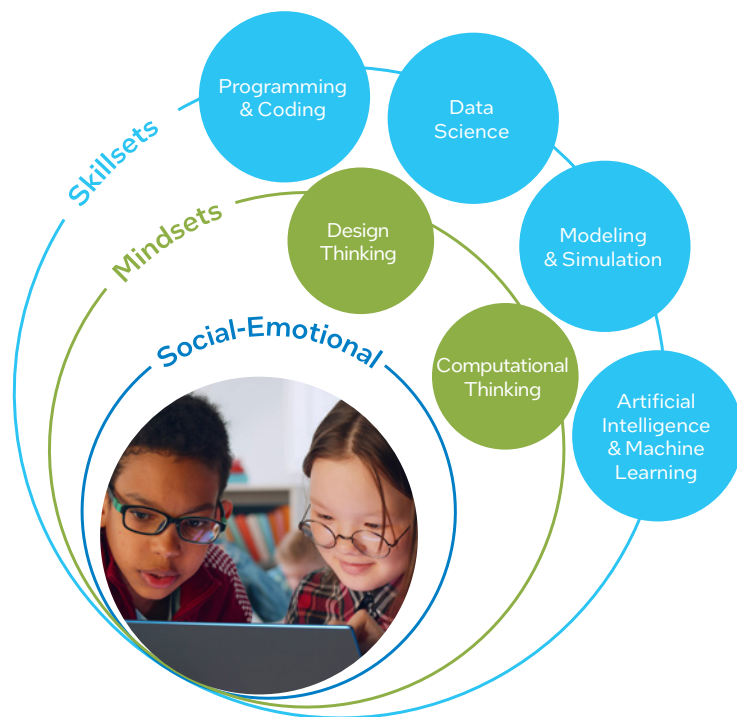 Skillsets
Programming
& Coding
Data
Science
Modeling
& Simulation
Artificial
Intelligence
& Machine
Learning
Mindsets
Design
Thinking
Computational
Thinking
Social-Emotional